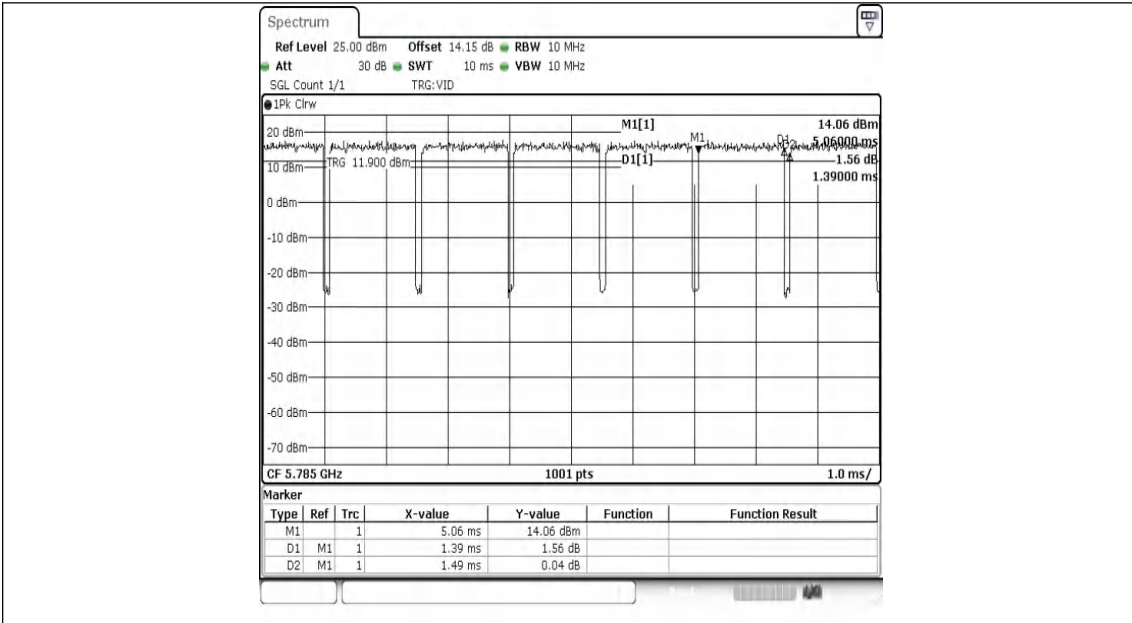 Spectrum
Ref Level 25.00 dBm Offset 14.15 dB RBW 10 MHz
Att 30 dB SWT 10 ms VBW 10 MHz
SGL Count 1/1 TRG:VID
1Pk Clrw
M1[1] 14.06 dBm
5.06000 ms
D1[1] 1.56 dB
1.39000 ms
M1
D1
D2
20 dBm
TRG 11.900 dBm
10 dBm
0 dBm
-10 dBm
-20 dBm
-30 dBm
-40 dBm
-50 dBm
-60 dBm
-70 dBm
CF 5.785 GHz 1001 pts 1.0 ms/
Marker
Type Ref Trc X-value Y-value Function Function Result
M1 1 5.06 ms 14.06 dBm
D1 M1 1 1.39 ms 1.56 dB
D2 M1 1 1.49 ms 0.04 dB